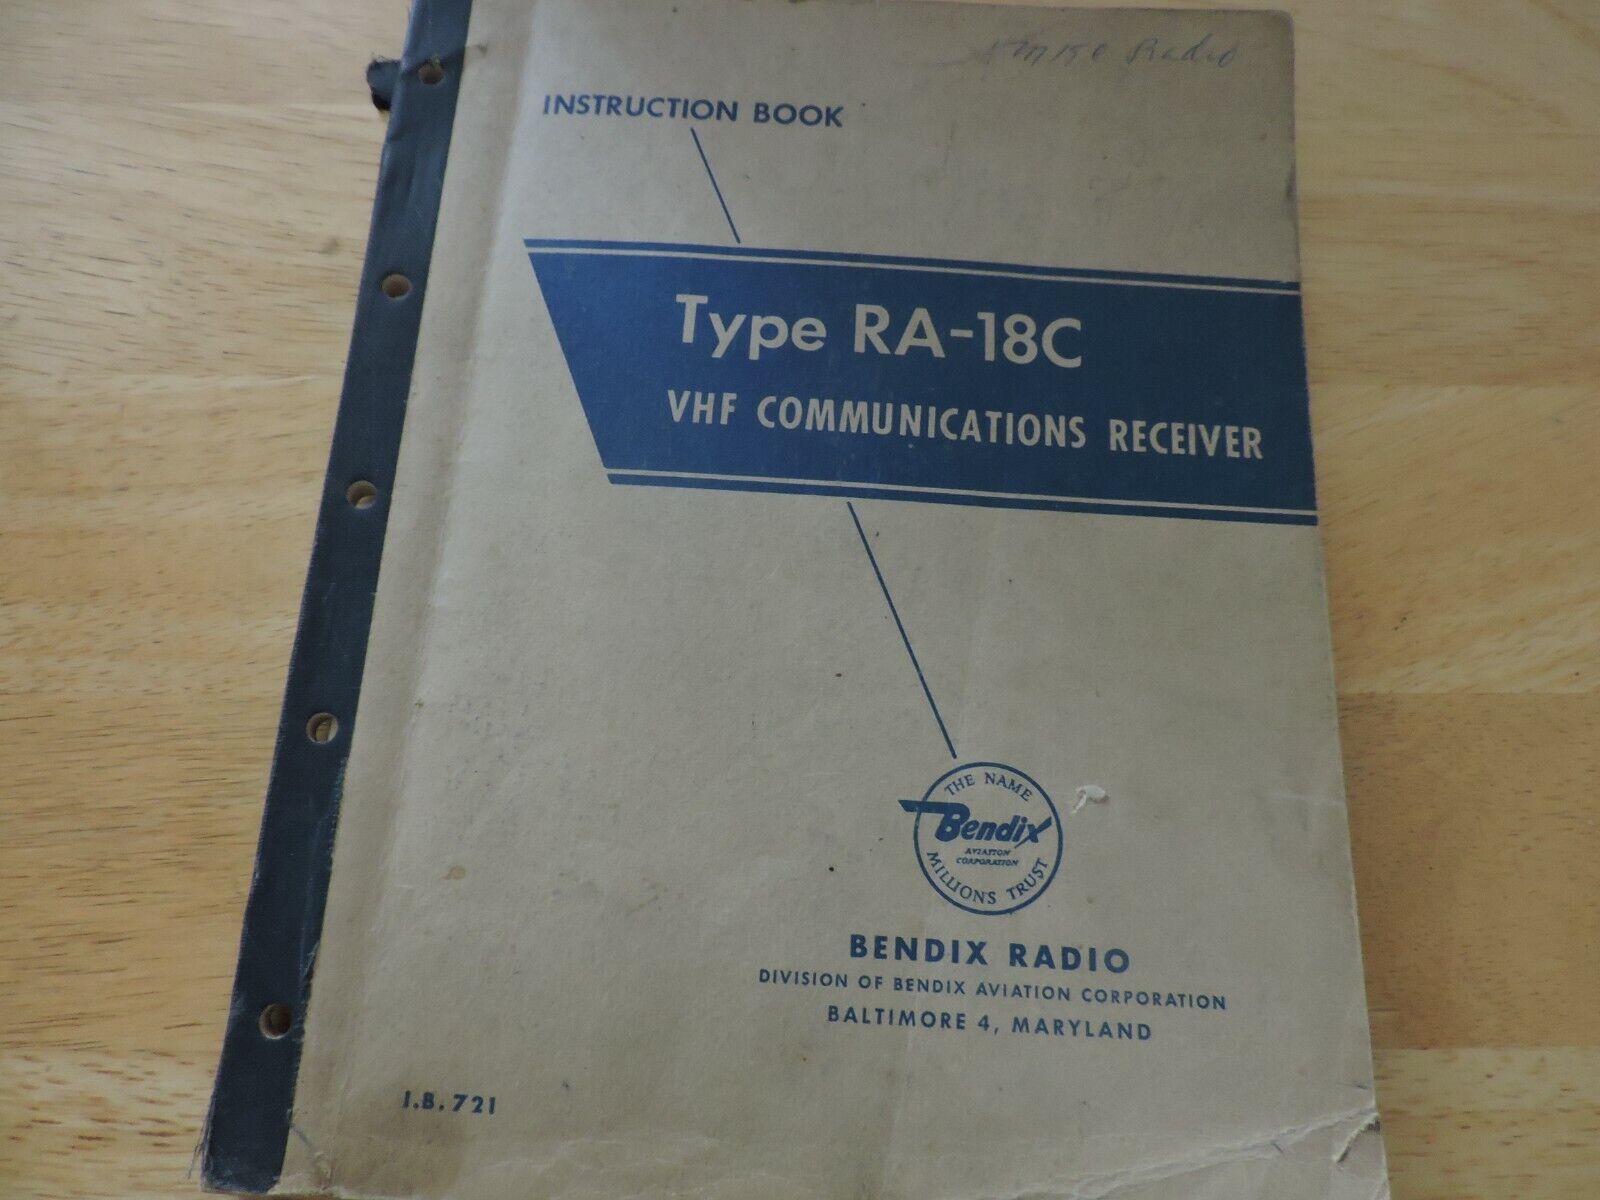 Radio
INSTRUCTION BOOK
Type RA-18C
VHF COMMUNICATIONS RECEIVER
THE NAME
Bendix
AVIATION
CORPORATION
MILLIONS TRUST
BENDIX RADIO
DIVISION OF BENDIX AVIATION CORPORATION
BALTIMORE 4, MARYLAND
I.B. 721